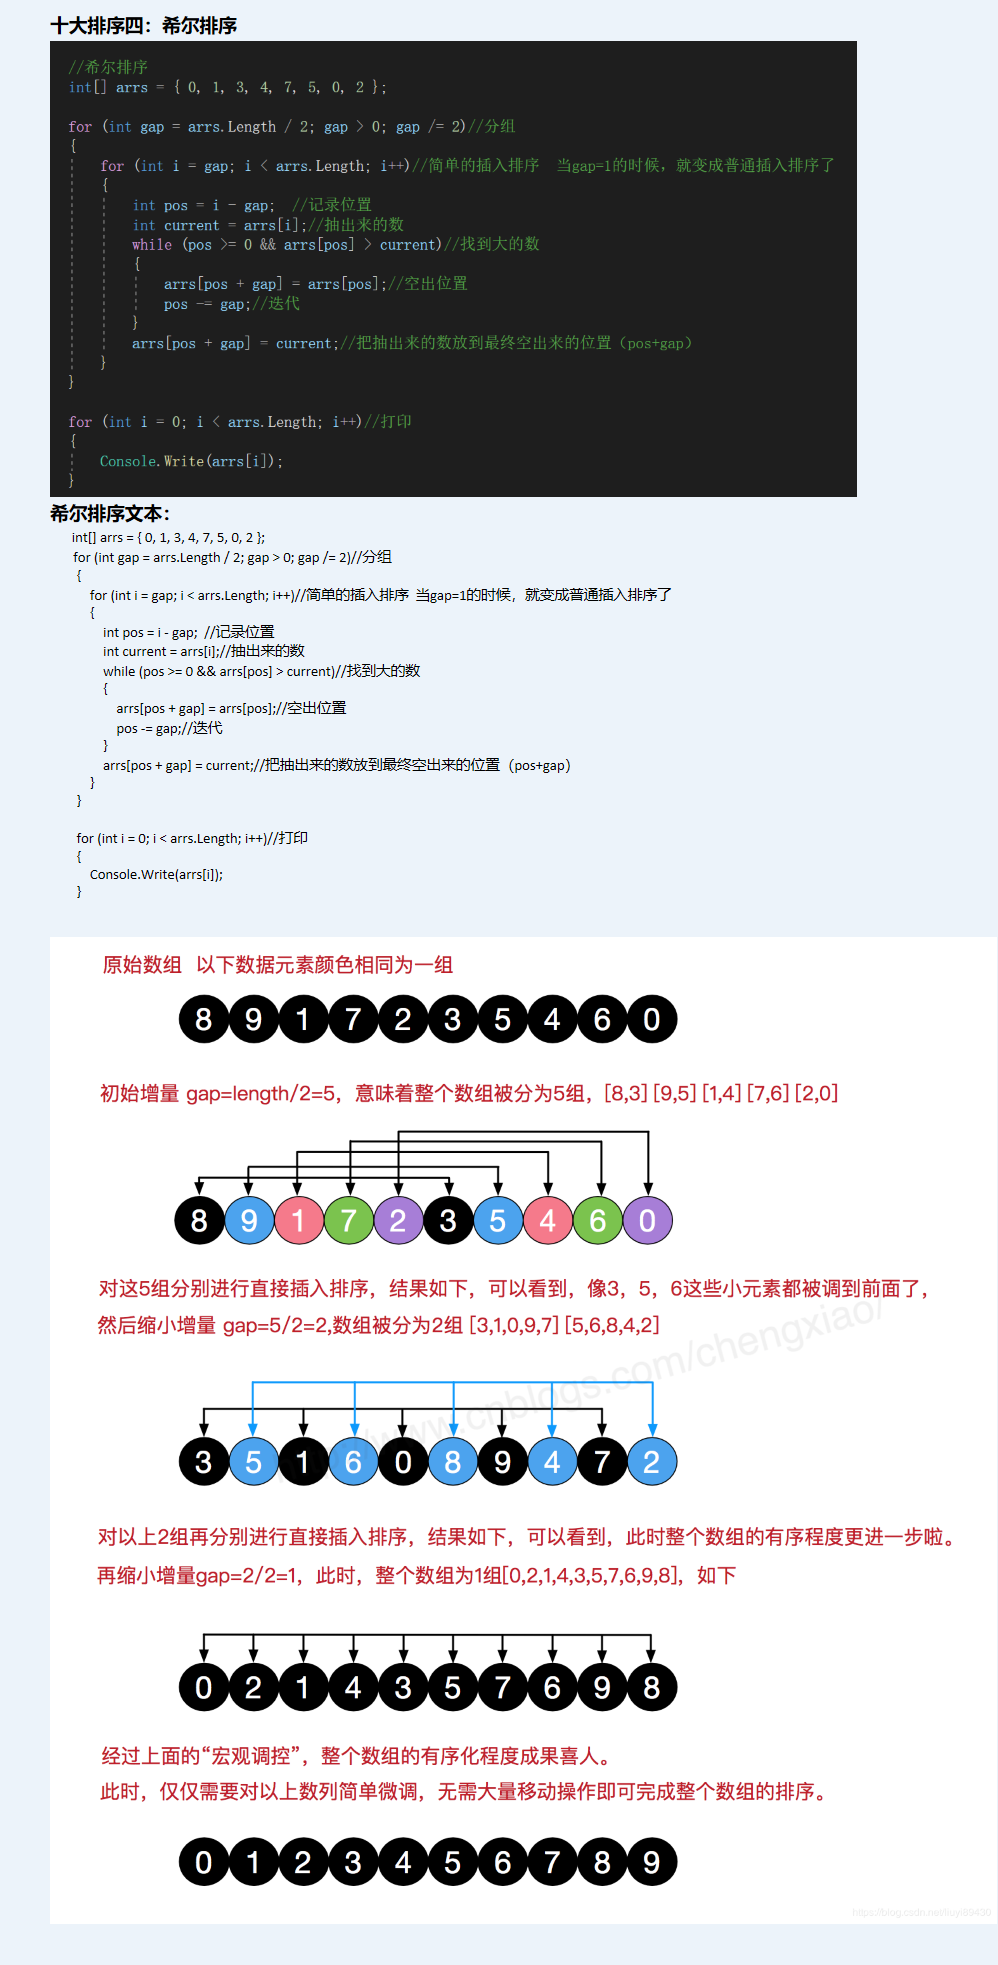 十大排序四：希尔排序
//希尔排序
int[] arrs = { 0, 1, 3, 4, 7, 5, 0, 2 };
for (int gap = arrs.Length / 2; gap > 0; gap /= 2)//分组
{
for (int i = gap; i < arrs.Length; i++)//简单的插入排序  当gap=1的时候，就变成普通插入排序了
{
int pos = i - gap;  //记录位置
int current = arrs[i];//抽出来的数
while (pos >= 0 && arrs[pos] > current)//找到大的数
{
arrs[pos + gap] = arrs[pos];//空出位置
pos -= gap;//迭代
}
arrs[pos + gap] = current;//把抽出来的数放到最终空出来的位置（pos+gap）
}
}
for (int i = 0; i < arrs.Length; i++)//打印
{
Console.Write(arrs[i]);
}
希尔排序文本：
int[] arrs = { 0, 1, 3, 4, 7, 5, 0, 2 };
for (int gap = arrs.Length / 2; gap > 0; gap /= 2)//分组
{
for (int i = gap; i < arrs.Length; i++)//简单的插入排序  当gap=1的时候，就变成普通插入排序了
{
int pos = i - gap;  //记录位置
int current = arrs[i];//抽出来的数
while (pos >= 0 && arrs[pos] > current)//找到大的数
{
arrs[pos + gap] = arrs[pos];//空出位置
pos -= gap;//迭代
}
arrs[pos + gap] = current;//把抽出来的数放到最终空出来的位置（pos+gap）
}
}
for (int i = 0; i < arrs.Length; i++)//打印
{
Console.Write(arrs[i]);
}
原始数组  以下数据元素颜色相同为一组
8 9 1 7 2 3 5 4 6 0
初始增量 gap=length/2=5，意味着整个数组被分为5组，[8,3] [9,5] [1,4] [7,6] [2,0]
8 9 1 7 2 3 5 4 6 0
对这5组分别进行直接插入排序，结果如下，可以看到，像3，5，6这些小元素都被调到前面了，
然后缩小增量 gap=5/2=2,数组被分为2组 [3,1,0,9,7] [5,6,8,4,2]
www.cnblogs.com/chengxiao/
3 5 1 6 0 8 9 4 7 2
对以上2组再分别进行直接插入排序，结果如下，可以看到，此时整个数组的有序程度更进一步啦。
再缩小增量gap=2/2=1，此时，整个数组为1组[0,2,1,4,3,5,7,6,9,8]，如下
0 2 1 4 3 5 7 6 9 8
经过上面的“宏观调控”，整个数组的有序化程度成果喜人。
此时，仅仅需要对以上数列简单微调，无需大量移动操作即可完成整个数组的排序。
0 1 2 3 4 5 6 7 8 9